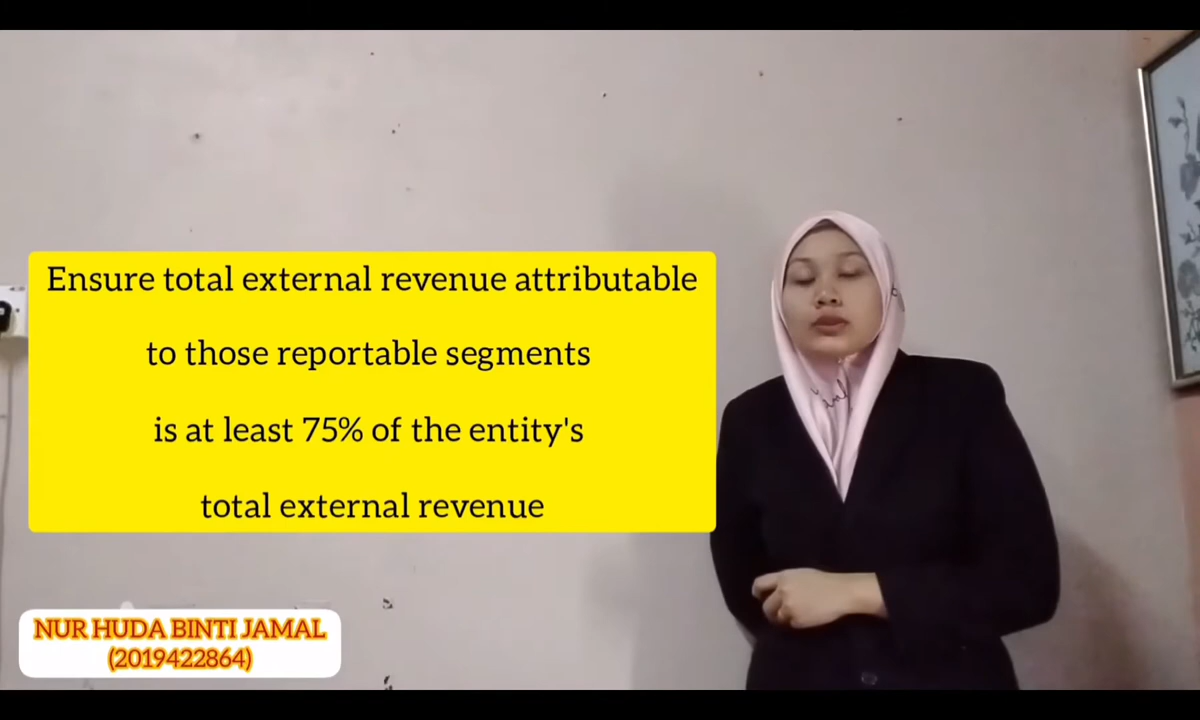 Ensure total external revenue attributable
to those reportable segments
is at least 75% of the entity's
total external revenue
NUR HUDA BINTI JAMAL
(2019422864)